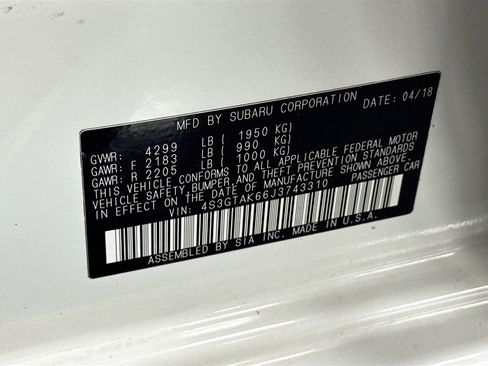 MFD BY SUBARU CORPORATION DATE: 04/18
GVWR: 4299 LB ( 1950 KG)
GAWR: F 2183 LB ( 990 KG)
GAWR: R 2205 LB ( 1000 KG)
THIS VEHICLE CONFORMS TO ALL APPLICABLE FEDERAL MOTOR
VEHICLE SAFETY, BUMPER, AND THEFT PREVENTION STANDARDS
IN EFFECT ON THE DATE OF MANUFACTURE SHOWN ABOVE.
VIN: 4S3GTAK66J3743310 PASSENGER CAR
ASSEMBLED BY SIA INC. MADE IN U.S.A.